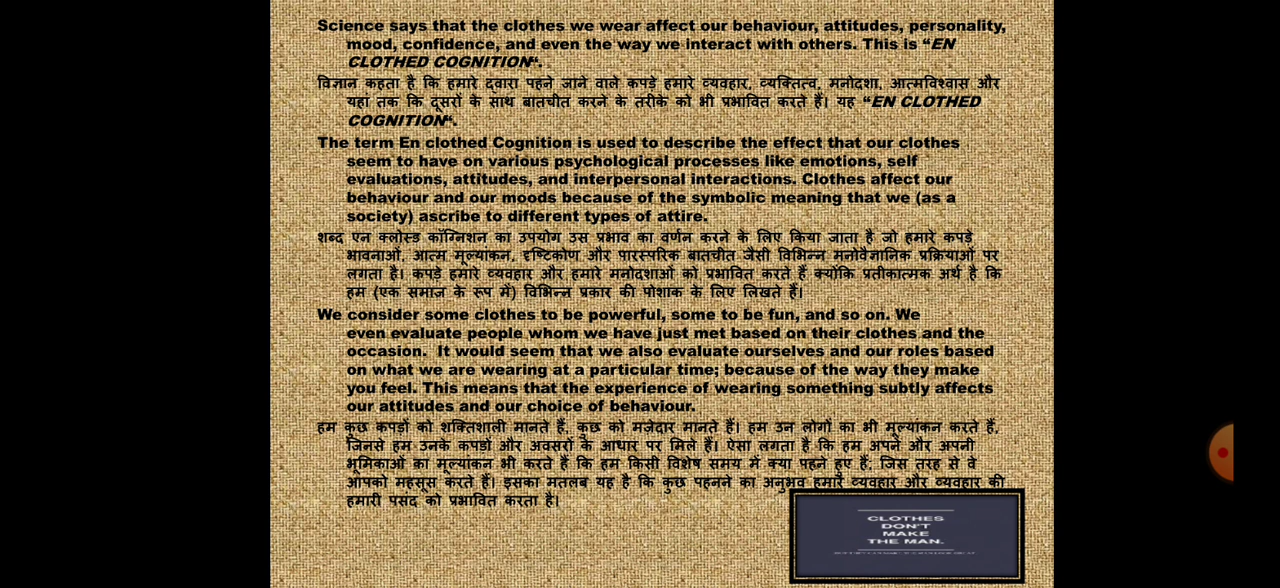 Science says that the clothes we wear affect our behaviour, attitudes, personality,
mood, confidence, and even the way we interact with others. This is “EN
CLOTHED COGNITION“.
विज्ञान कहता है कि हमारे द्वारा पहने जाने वाले कपड़े हमारे व्यवहार, व्यक्तित्व, मनोदशा, आत्मविश्वास और
यहां तक कि दूसरों के साथ बातचीत करने के तरीके को भी प्रभावित करते हैं। यह “EN CLOTHED
COGNITION“.
The term En clothed Cognition is used to describe the effect that our clothes
seem to have on various psychological processes like emotions, self
evaluations, attitudes, and interpersonal interactions. Clothes affect our
behaviour and our moods because of the symbolic meaning that we (as a
society) ascribe to different types of attire.
शब्द एन क्लोस्ड कॉग्निशन का उपयोग उस प्रभाव का वर्णन करने के लिए किया जाता है जो हमारे कपड़े
भावनाओं, आत्म मूल्यांकन, दृष्टिकोण और पारस्परिक बातचीत जैसी विभिन्न मनोवैज्ञानिक प्रक्रियाओं पर
लगता है। कपड़े हमारे व्यवहार और हमारे मनोदशाओं को प्रभावित करते हैं क्योंकि प्रतीकात्मक अर्थ है कि
हम (एक समाज के रूप में) विभिन्न प्रकार की पोशाक के लिए लिखते हैं।
We consider some clothes to be powerful, some to be fun, and so on. We
even evaluate people whom we have just met based on their clothes and the
occasion. It would seem that we also evaluate ourselves and our roles based
on what we are wearing at a particular time; because of the way they make
you feel. This means that the experience of wearing something subtly affects
our attitudes and our choice of behaviour.
हम कुछ कपड़ों को शक्तिशाली मानते हैं, कुछ को मज़ेदार मानते हैं। हम उन लोगों का भी मूल्यांकन करते हैं,
जिनसे हम उनके कपड़ों और अवसरों के आधार पर मिले हैं। ऐसा लगता है कि हम अपने और अपनी
भूमिकाओं का मूल्यांकन भी करते हैं कि हम किसी विशेष समय में क्या पहने हुए हैं; जिस तरह से वे
आपको महसूस करते हैं। इसका मतलब यह है कि कुछ पहनने का अनुभव हमारे व्यवहार और व्यवहार की
हमारी पसंद को प्रभावित करता है।
CLOTHES
DON'T
MAKE
THE MAN.